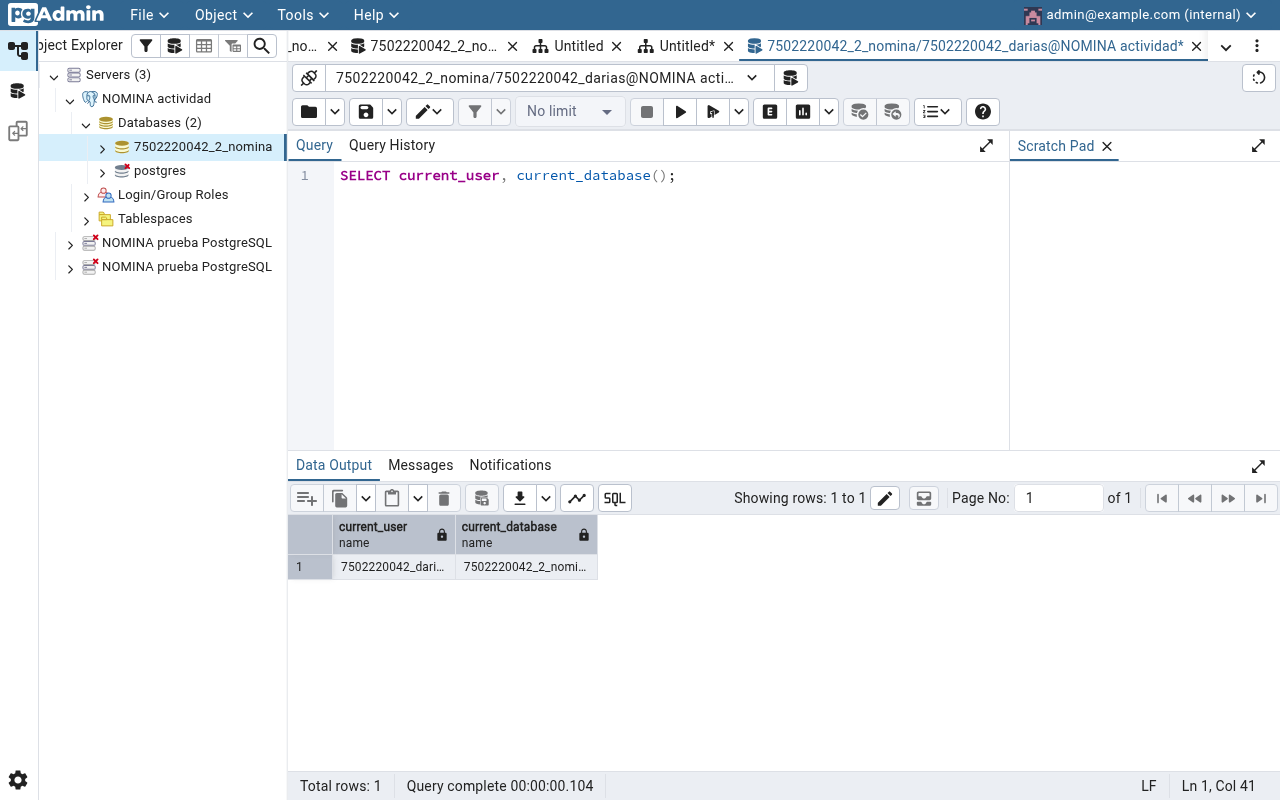 pgAdmin File Object Tools Help admin@example.com (internal)
bject Explorer
_no... 7502220042_2_no... Untitled Untitled* 7502220042_2_nomina/7502220042_darias@NOMINA actividad*
Servers (3)
NOMINA actividad
Databases (2)
7502220042_2_nomina
postgres
Login/Group Roles
Tablespaces
NOMINA prueba PostgreSQL
NOMINA prueba PostgreSQL
7502220042_2_nomina/7502220042_darias@NOMINA acti...
No limit E
Query Query History Scratch Pad
1 SELECT current_user, current_database();
Data Output Messages Notifications
SQL Showing rows: 1 to 1 Page No: 1 of 1
current_user current_database
name name
1 7502220042_dari... 7502220042_2_nomi...
Total rows: 1 Query complete 00:00:00.104 LF Ln 1, Col 41